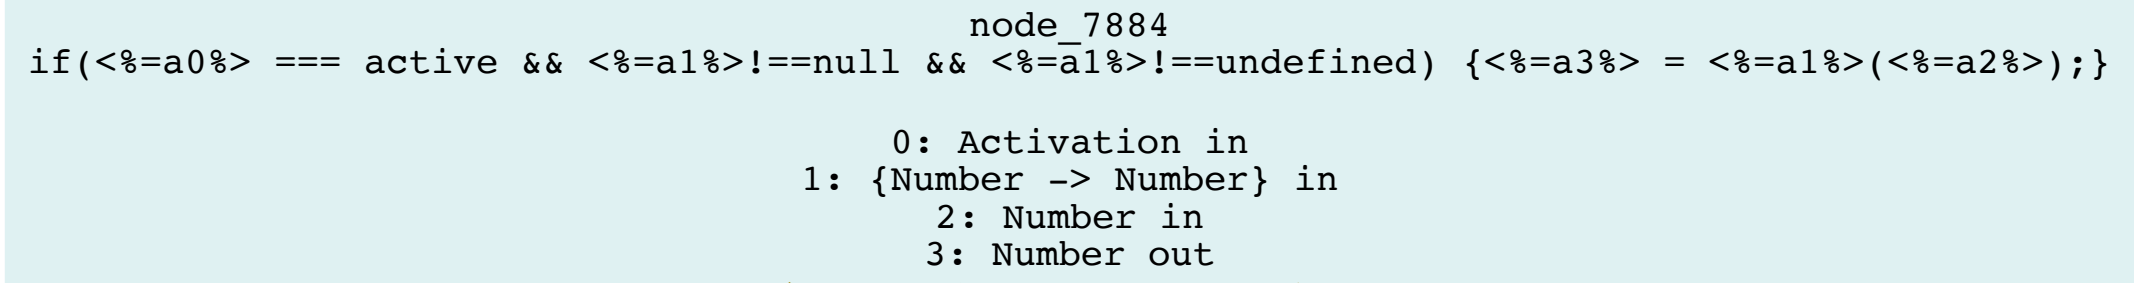 node_7884
if(<%=a0%> === active && <%=a1%>!==null && <%=a1%>!==undefined) {<%=a3%> = <%=a1%>(<%=a2%>);}
0: Activation in
1: {Number -> Number} in
2: Number in
3: Number out